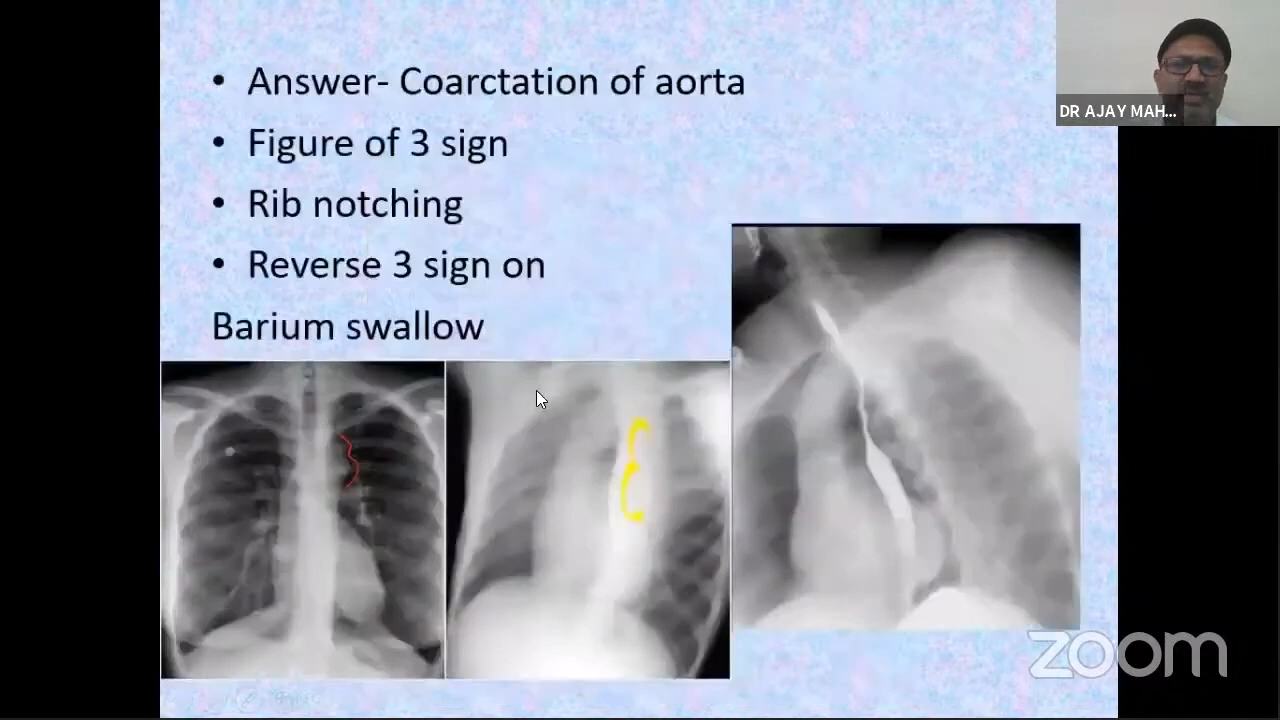 • Answer- Coarctation of aorta
• Figure of 3 sign
• Rib notching
• Reverse 3 sign on
Barium swallow
DR AJAY MAH...
zoom